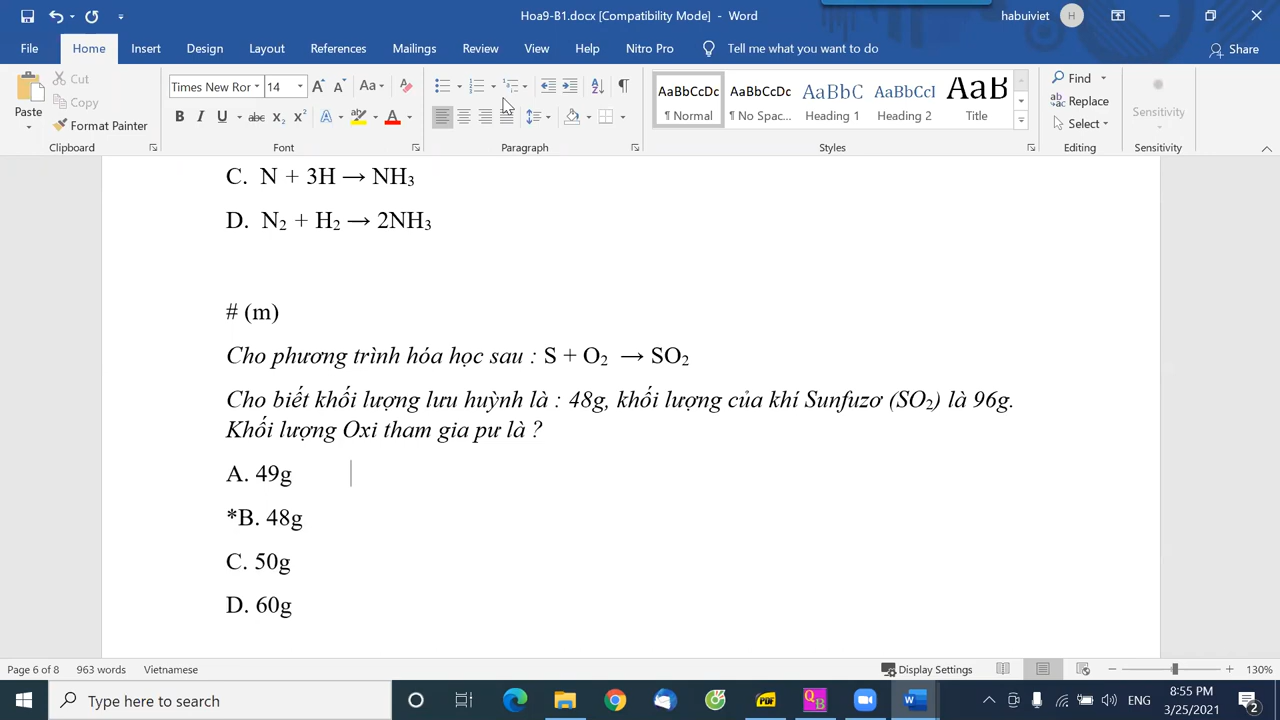 Hoa9-B1.docx [Compatibility Mode] - Word
habuiviet
H
File Home Insert Design Layout References Mailings Review View Help Nitro Pro Tell me what you want to do Share
Cut
Copy
Format Painter
Paste
Clipboard
Times New Ror 14
Aa
B I U abc x₂ x²
Font
Paragraph
AaBbCcDc AaBbCcDc AaBbC AaBbCcI AaB
¶ Normal ¶ No Spac... Heading 1 Heading 2 Title
Styles
Find
Replace
Select
Editing
Sensitivity
Sensitivity
C. N + 3H → NH₃
D. N₂ + H₂ → 2NH₃
# (m)
Cho phương trình hóa học sau : S + O₂ → SO₂
Cho biết khối lượng lưu huỳnh là : 48g, khối lượng của khí Sunfuzơ (SO₂) là 96g.
Khối lượng Oxi tham gia pư là ?
A. 49g
*B. 48g
C. 50g
D. 60g
Page 6 of 8 963 words Vietnamese Display Settings 130%
Type here to search
ENG
8:55 PM
3/25/2021
2